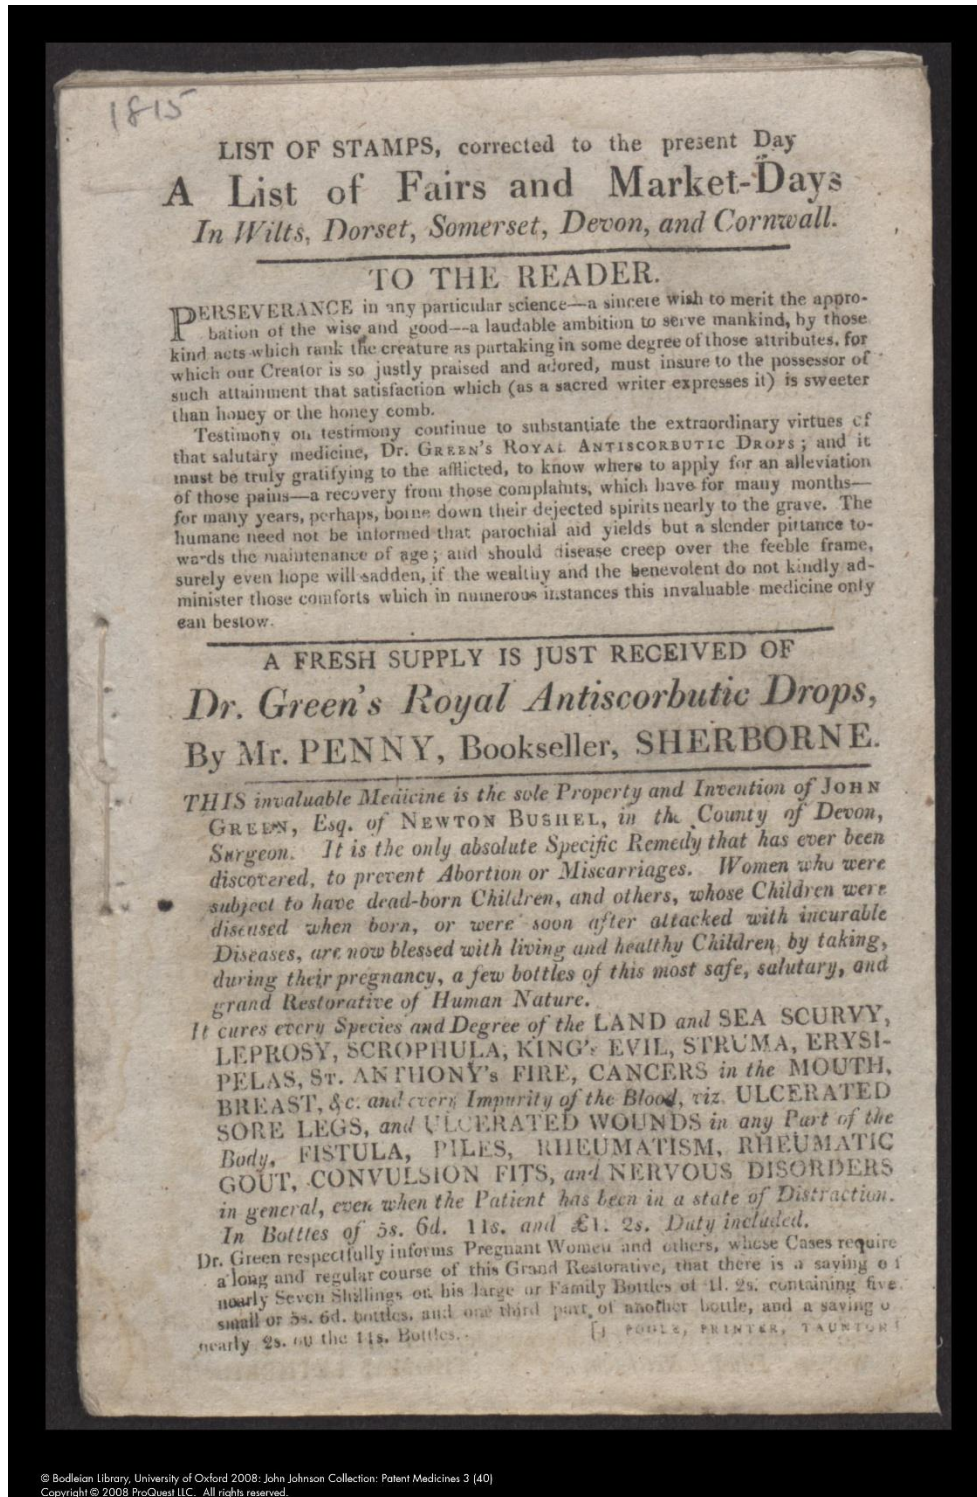 1815
LIST OF STAMPS, corrected to the present Day
A List of Fairs and Market-Days
In Wilts, Dorset, Somerset, Devon, and Cornwall.
TO THE READER.
PERSEVERANCE in any particular science—a sincere wish to merit the appro-
bation of the wise and good—a laudable ambition to serve mankind, by those
kind acts which rank the creature as partaking in some degree of those attributes, for
which our Creator is so justly praised and adored, must insure to the possessor of
such attainment that satisfaction which (as a sacred writer expresses it) is sweeter
than honey or the honey comb.
Testimony on testimony continue to substantiate the extraordinary virtues of
that salutary medicine, DR. GREEN'S ROYAL ANTISCORBUTIC DROPS; and it
must be truly gratifying to the afflicted, to know where to apply for an alleviation
of those pains—a recovery from those complaints, which have for many months—
for many years, perhaps, borne down their dejected spirits nearly to the grave. The
humane need not be informed that parochial aid yields but a slender pittance to-
wards the maintenance of age; and should disease creep over the feeble frame,
surely even hope will sadden, if the wealthy and the benevolent do not kindly ad-
minister those comforts which in numerous instances this invaluable medicine only
can bestow.
A FRESH SUPPLY IS JUST RECEIVED OF
Dr. Green's Royal Antiscorbutic Drops,
By Mr. PENNY, Bookseller, SHERBORNE.
THIS invaluable Medicine is the sole Property and Invention of JOHN
GREEN, Esq. of NEWTON BUSHEL, in the County of Devon,
Surgeon. It is the only absolute Specific Remedy that has ever been
discovered, to prevent Abortion or Miscarriages. Women who were
subject to have dead-born Children, and others, whose Children were
diseased when born, or were soon after attacked with incurable
Diseases, are now blessed with living and healthy Children, by taking,
during their pregnancy, a few bottles of this most safe, salutary, and
grand Restorative of Human Nature.
It cures every Species and Degree of the LAND and SEA SCURVY,
LEPROSY, SCROPHULA, KING's EVIL, STRUMA, ERYSI-
PELAS, ST. ANTHONY's FIRE, CANCERS in the MOUTH,
BREAST, &c. and every Impurity of the Blood, viz. ULCERATED
SORE LEGS, and ULCERATED WOUNDS in any Part of the
Body, FISTULA, PILES, RHEUMATISM, RHEUMATIC
GOUT, CONVULSION FITS, and NERVOUS DISORDERS
in general, even when the Patient has been in a state of Distraction.
In Bottles of 5s. 6d. 11s. and £1. 2s. Duty included.
Dr. Green respectfully informs Pregnant Women and others, whose Cases require
a long and regular course of this Grand Restorative, that there is a saving of
nearly Seven Shillings on his large or Family Bottles of 1l. 2s. containing five
small or 5s. 6d. bottles, and one third part of another bottle, and a saving o
nearly 2s. on the 11s. Bottles.
[J POOLE, PRINTER, TAUNTON]
© Bodleian Library, University of Oxford 2008: John Johnson Collection: Patent Medicines 3 (40)
Copyright © 2008 ProQuest LLC. All rights reserved.